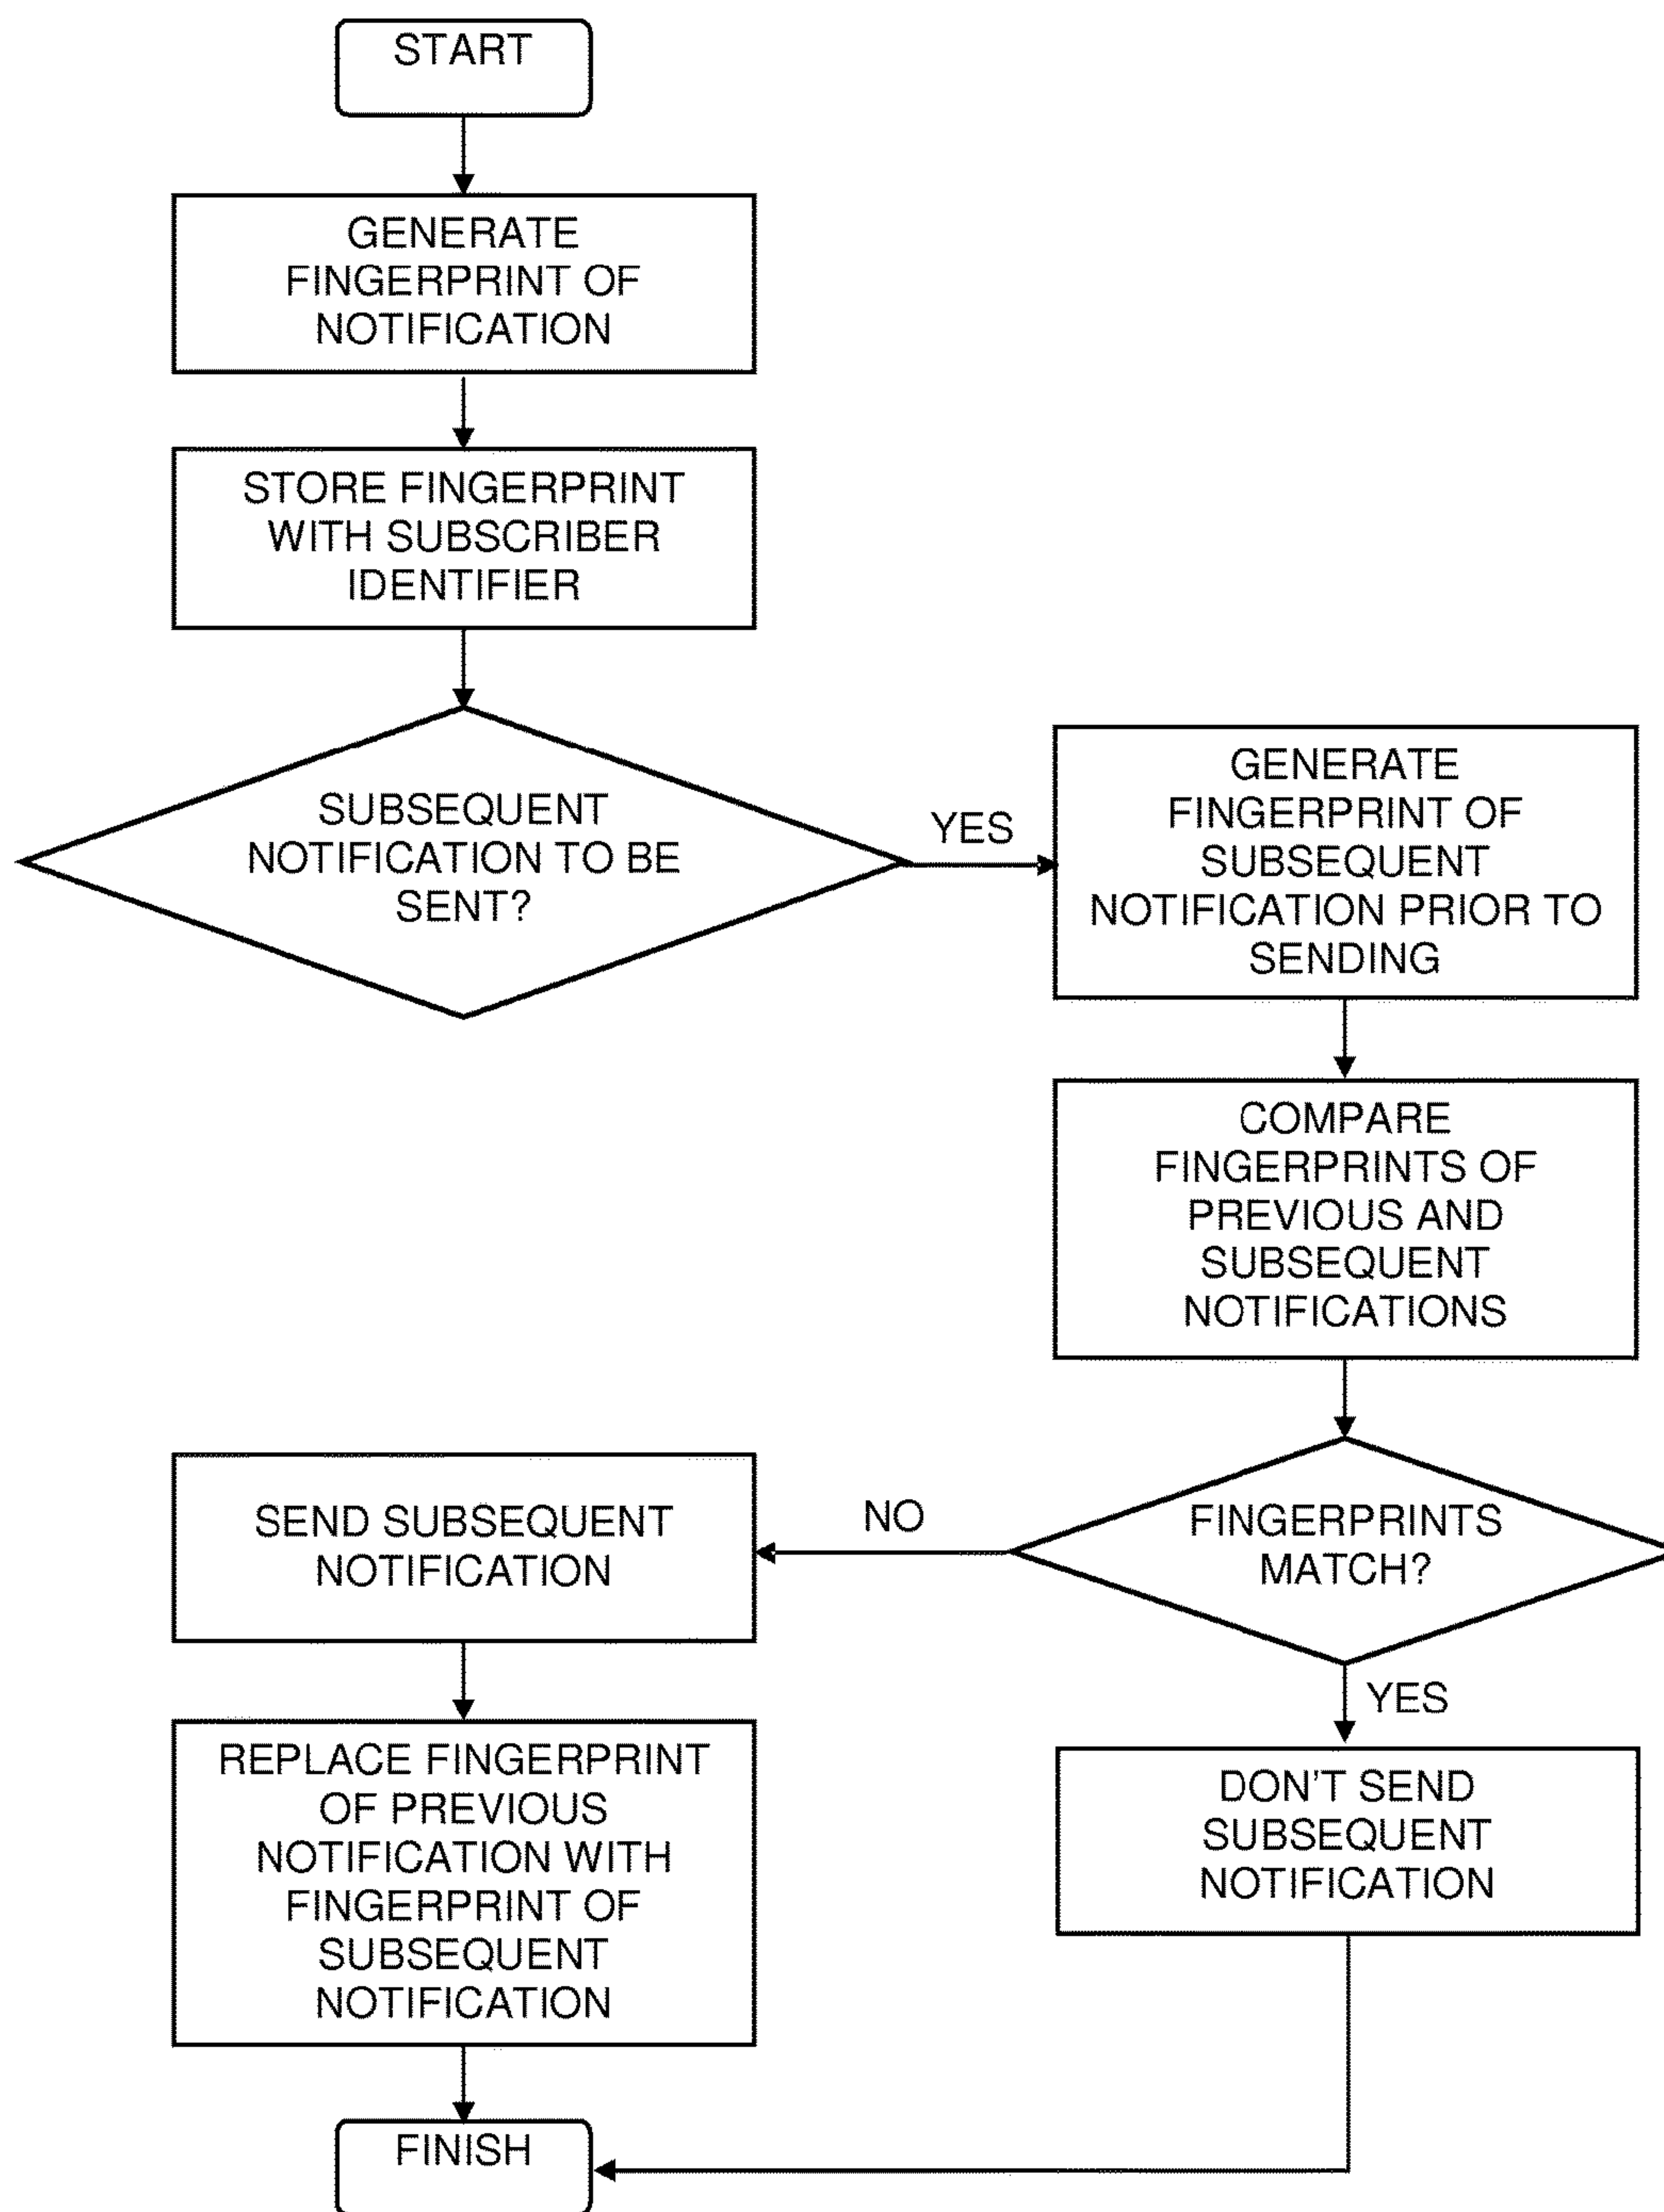 START
GENERATE
FINGERPRINT OF
NOTIFICATION
STORE FINGERPRINT
WITH SUBSCRIBER
IDENTIFIER
SUBSEQUENT
NOTIFICATION TO BE
SENT?
YES
GENERATE
FINGERPRINT OF
SUBSEQUENT
NOTIFICATION PRIOR TO
SENDING
COMPARE
FINGERPRINTS OF
PREVIOUS AND
SUBSEQUENT
NOTIFICATIONS
FINGERPRINTS
MATCH?
NO
SEND SUBSEQUENT
NOTIFICATION
YES
REPLACE FINGERPRINT
OF PREVIOUS
NOTIFICATION WITH
FINGERPRINT OF
SUBSEQUENT
NOTIFICATION
DON'T SEND
SUBSEQUENT
NOTIFICATION
FINISH